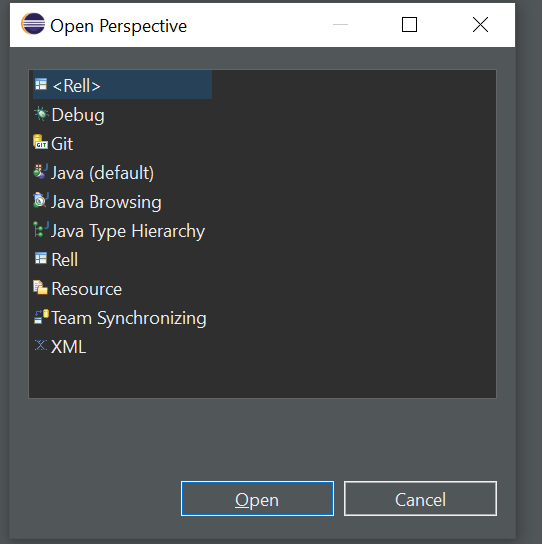 Open Perspective
<Rell>
Debug
Git
Java (default)
Java Browsing
Java Type Hierarchy
Rell
Resource
Team Synchronizing
XML
Open
Cancel